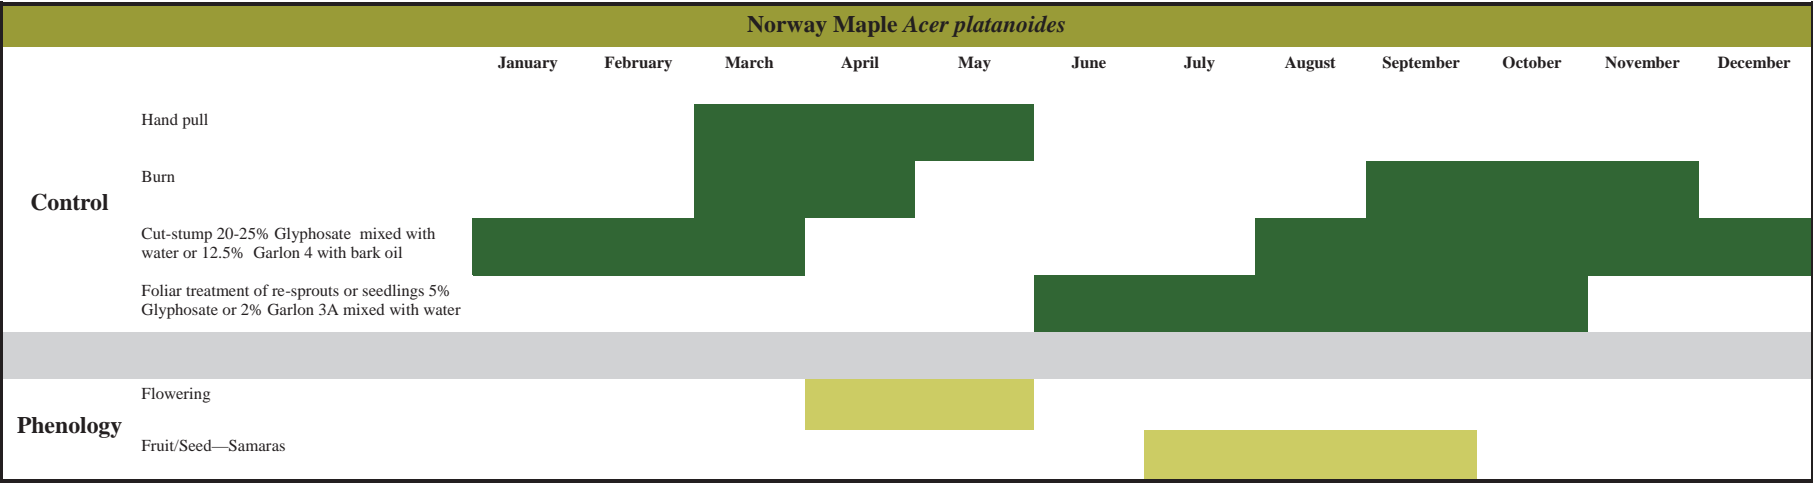 Norway Maple Acer platanoides
January February March April May June July August September October November December
Control
Hand pull
Burn
Cut-stump 20-25% Glyphosate  mixed with
water or 12.5%  Garlon 4 with bark oil
Foliar treatment of re-sprouts or seedlings 5%
Glyphosate or 2% Garlon 3A mixed with water
Phenology
Flowering
Fruit/Seed—Samaras